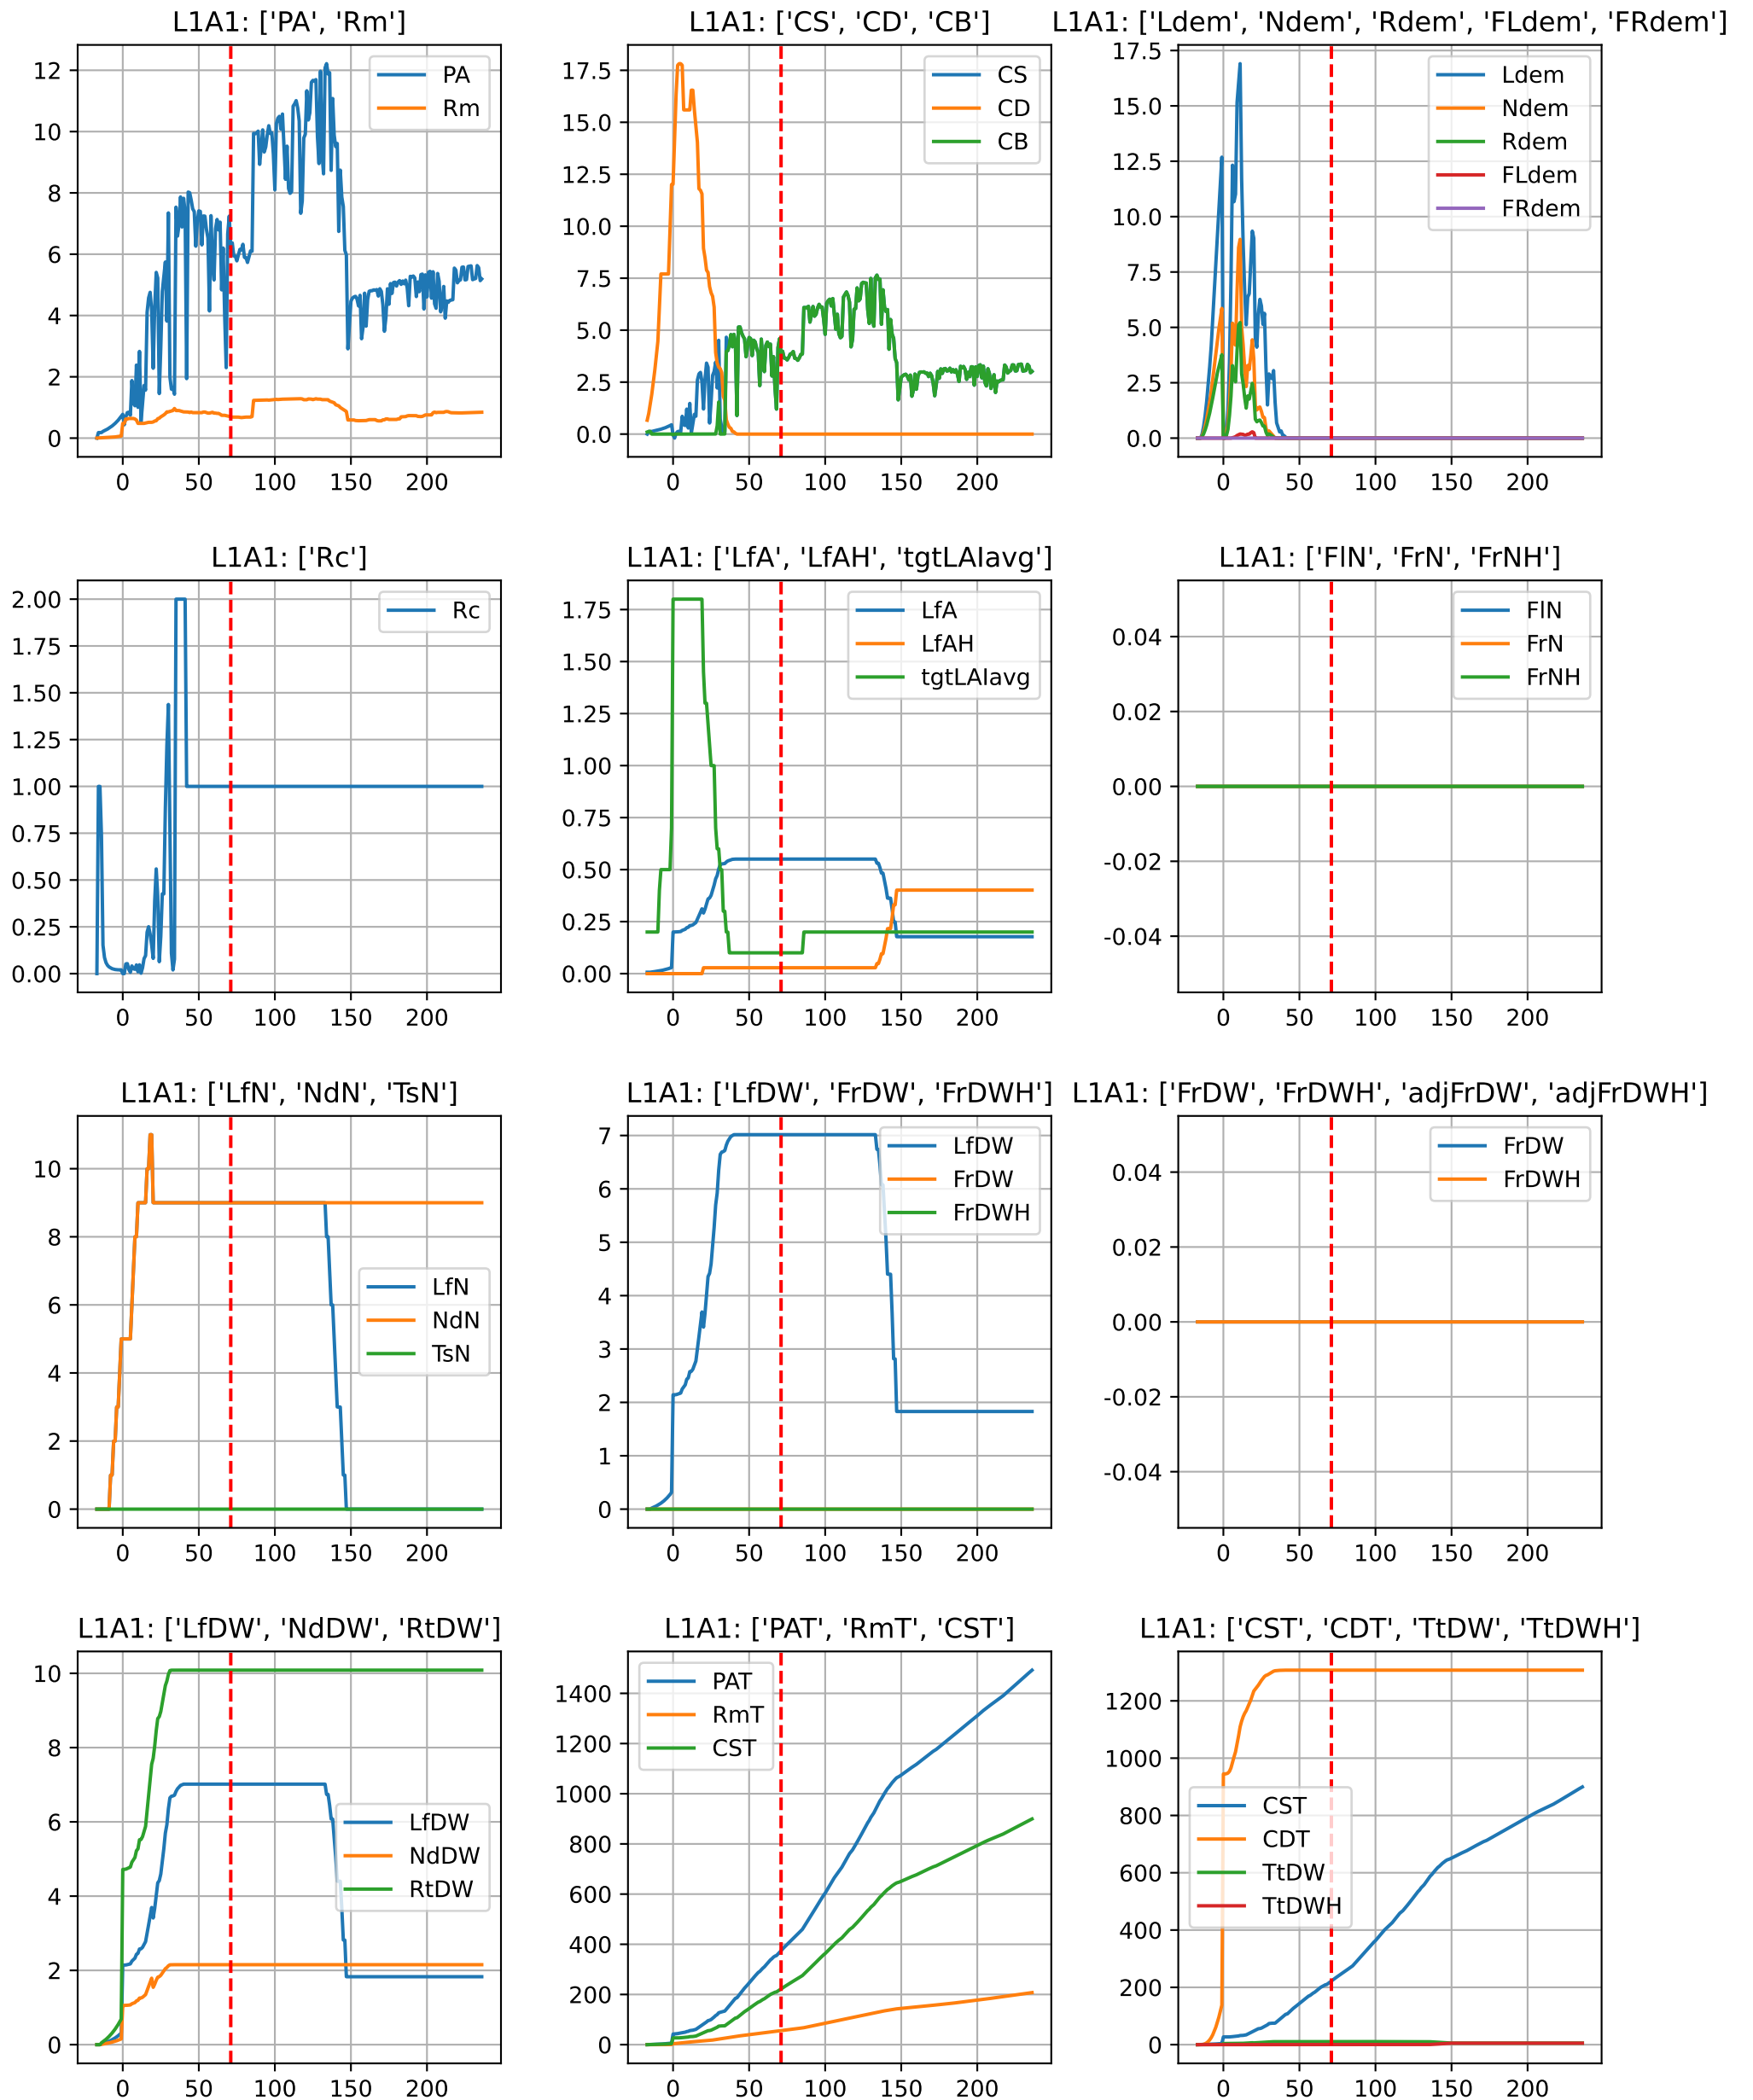 L1A1: ['PA', 'Rm']
12
10
8
6
4
2
0
PA
Rm
0 50 100 150 200
L1A1: ['CS', 'CD', 'CB']
17.5
15.0
12.5
10.0
7.5
5.0
2.5
0.0
CS
CD
CB
0 50 100 150 200
L1A1: ['Ldem', 'Ndem', 'Rdem', 'FLdem', 'FRdem']
17.5
15.0
12.5
10.0
7.5
5.0
2.5
0.0
Ldem
Ndem
Rdem
FLdem
FRdem
0 50 100 150 200
L1A1: ['Rc']
2.00
1.75
1.50
1.25
1.00
0.75
0.50
0.25
0.00
Rc
0 50 100 150 200
L1A1: ['LfA', 'LfAH', 'tgtLAIavg']
1.75
1.50
1.25
1.00
0.75
0.50
0.25
0.00
LfA
LfAH
tgtLAIavg
0 50 100 150 200
L1A1: ['FlN', 'FrN', 'FrNH']
0.04
0.02
0.00
-0.02
-0.04
FlN
FrN
FrNH
0 50 100 150 200
L1A1: ['LfN', 'NdN', 'TsN']
10
8
6
4
2
0
LfN
NdN
TsN
0 50 100 150 200
L1A1: ['LfDW', 'FrDW', 'FrDWH']
7
6
5
4
3
2
1
0
LfDW
FrDW
FrDWH
0 50 100 150 200
L1A1: ['FrDW', 'FrDWH', 'adjFrDW', 'adjFrDWH']
0.04
0.02
0.00
-0.02
-0.04
FrDW
FrDWH
0 50 100 150 200
L1A1: ['LfDW', 'NdDW', 'RtDW']
10
8
6
4
2
0
LfDW
NdDW
RtDW
0 50 100 150 200
L1A1: ['PAT', 'RmT', 'CST']
1400
1200
1000
800
600
400
200
0
PAT
RmT
CST
0 50 100 150 200
L1A1: ['CST', 'CDT', 'TtDW', 'TtDWH']
1200
1000
800
600
400
200
0
CST
CDT
TtDW
TtDWH
0 50 100 150 200